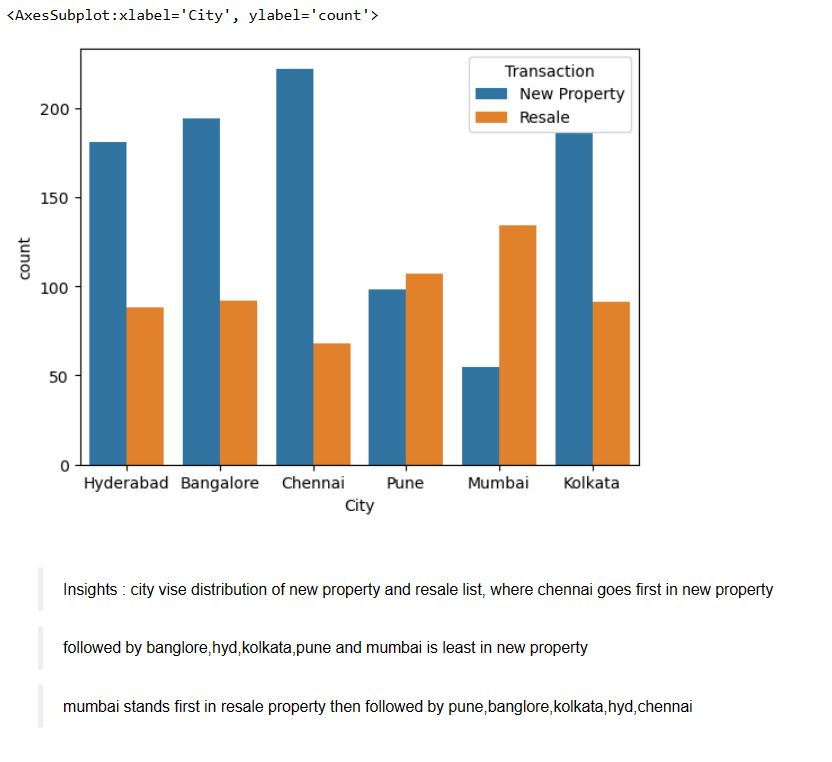 <AxesSubplot:xlabel='City', ylabel='count'>
Transaction
New Property
Resale
200
150
100
50
0
count
Hyderabad Bangalore Chennai Pune Mumbai Kolkata
City
Insights : city vise distribution of new property and resale list, where chennai goes first in new property
followed by banglore,hyd,kolkata,pune and mumbai is least in new property
mumbai stands first in resale property then followed by pune,banglore,kolkata,hyd,chennai